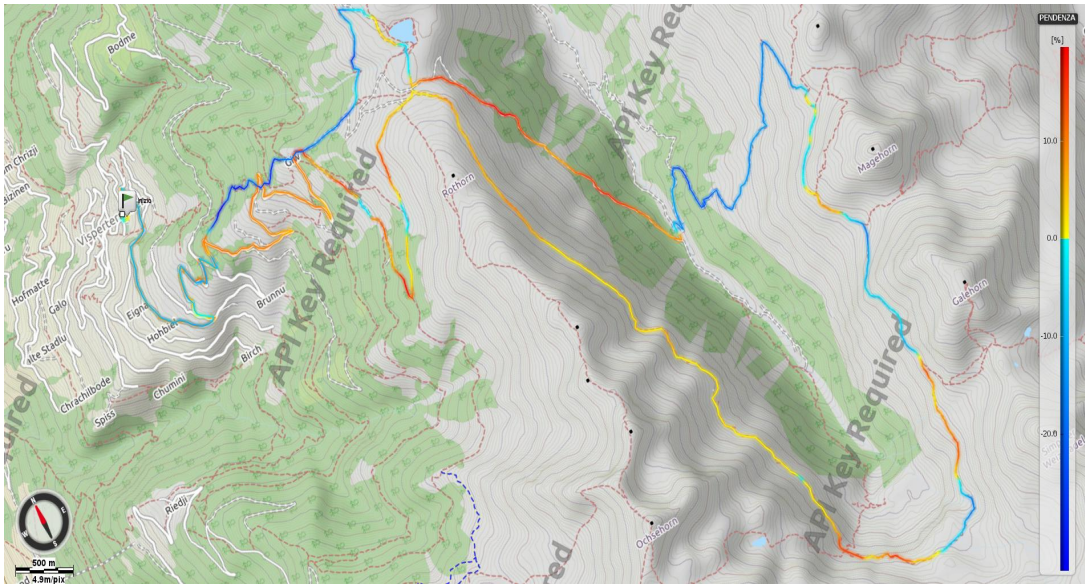 PENDENZA
[%]
10.0
0.0
-10.0
-20.0
Bodme
API Key Required
API Key Required
API Key Required
API Key Required
Rothorn
Magehorn
Galehorn
Ochsehorn
Hofmatte
Galo
alte Stadlu
Chrachilbode
Spiss
Chumini
Birch
Brunnu
Hohbiel
Eigna
Riedji
N
E
S
W
500 m
4.9m/pix